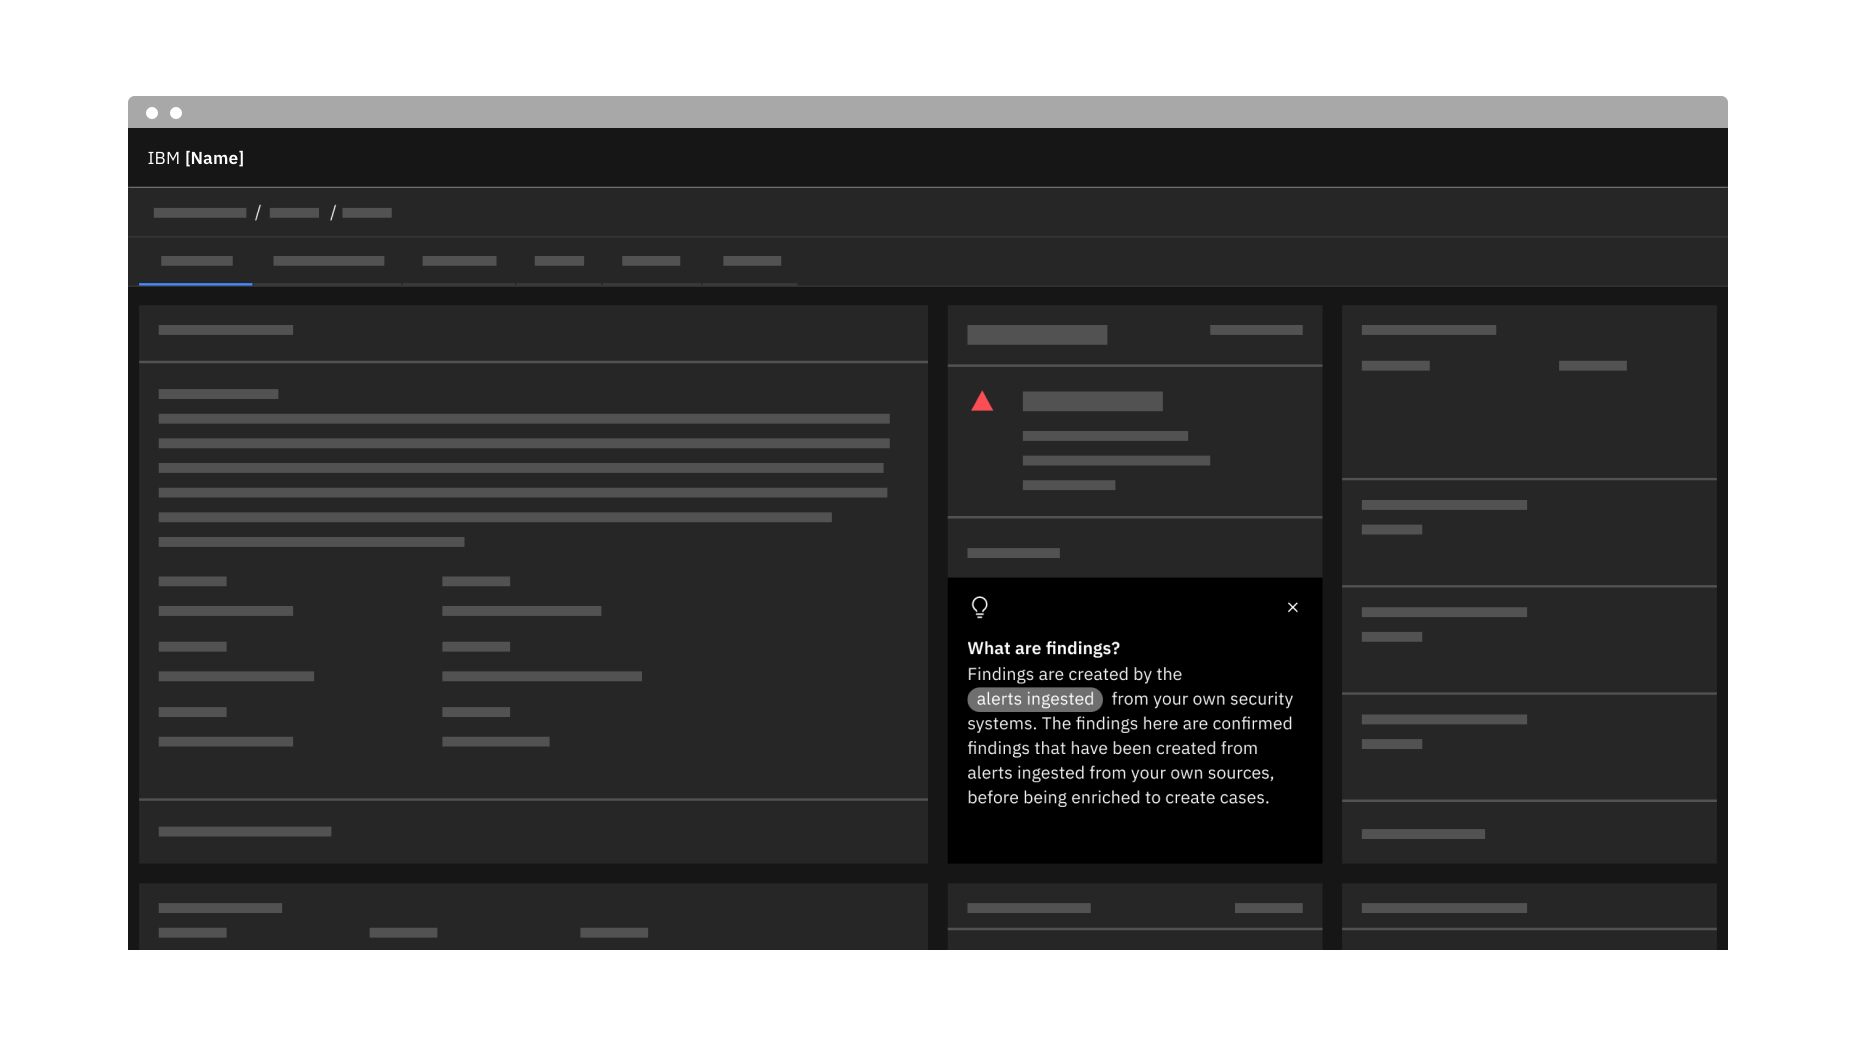 IBM [Name]
/ /
What are findings?
Findings are created by the
alerts ingested from your own security
systems. The findings here are confirmed
findings that have been created from
alerts ingested from your own sources,
before being enriched to create cases.